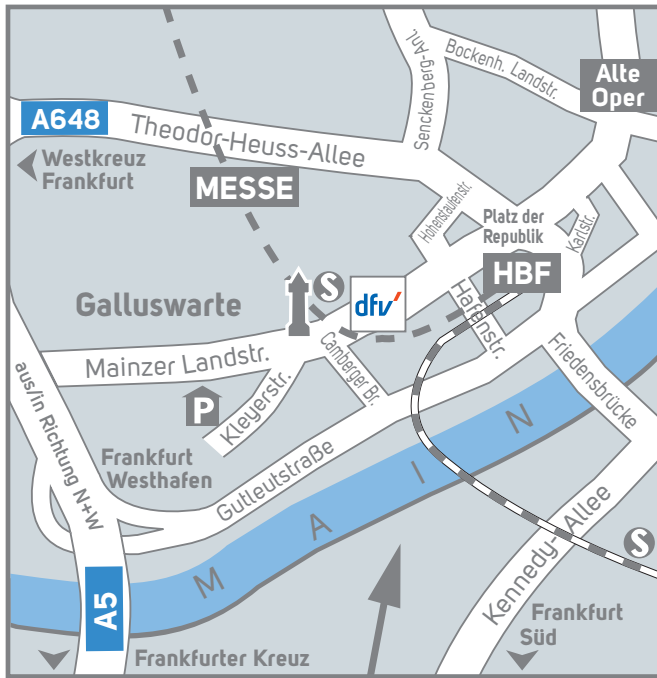 Senckenberg-Anl.
Bockenh. Landstr.
Alte
Oper
A648
Theodor-Heuss-Allee
Westkreuz
Frankfurt
MESSE
Hohenstaufenstr.
Platz der
Republik
Karlstr.
HBF
S
dfv
Galluswarte
Hafenstr.
Mainzer Landstr.
Camberger Br.
Friedensbrücke
P
Kleyerstr.
aus/in Richtung N+W
Frankfurt
Westhafen
Gutleutstraße
M A I N
Kennedy-Allee
S
A5
Frankfurt
Süd
Frankfurter Kreuz